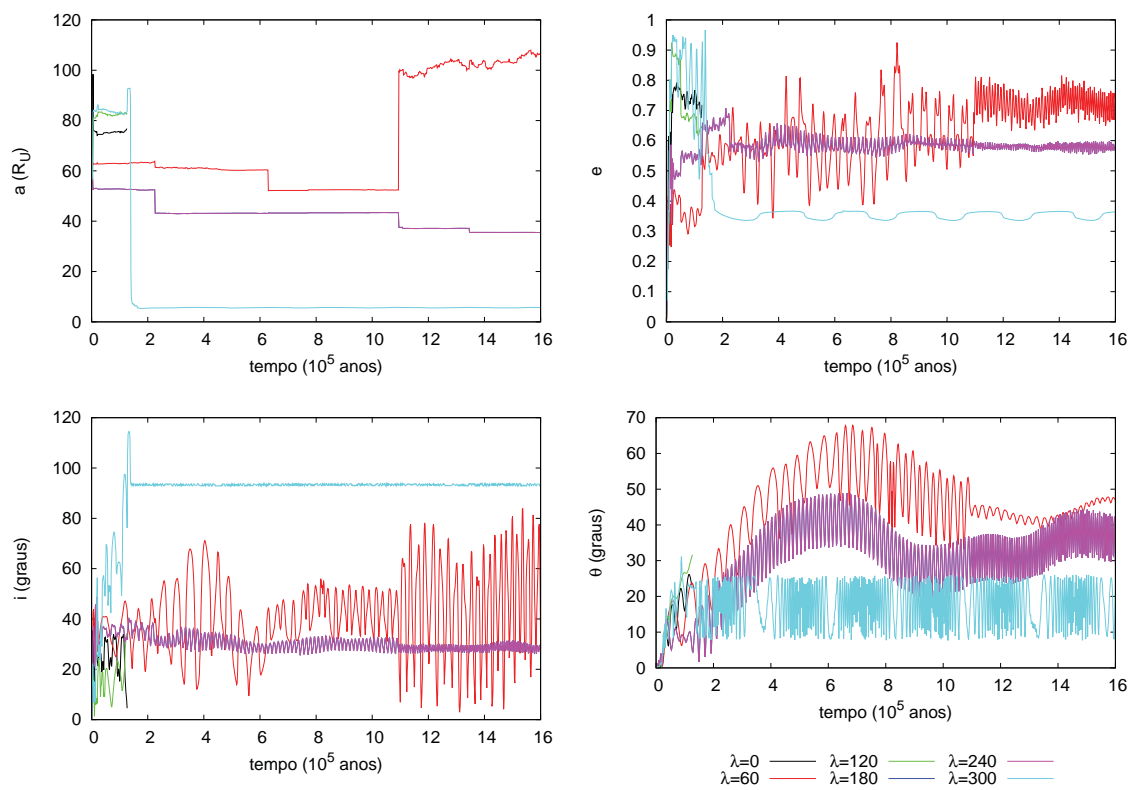 120
100
80
60
40
20
0
a (R_U)
0 2 4 6 8 10 12 14 16
tempo (10^5 anos)
1
0.9
0.8
0.7
0.6
0.5
0.4
0.3
0.2
0.1
0
e
0 2 4 6 8 10 12 14 16
tempo (10^5 anos)
120
100
80
60
40
20
0
i (graus)
0 2 4 6 8 10 12 14 16
tempo (10^5 anos)
70
60
50
40
30
20
10
0
θ (graus)
0 2 4 6 8 10 12 14 16
tempo (10^5 anos)
λ=0 λ=120 λ=240
λ=60 λ=180 λ=300